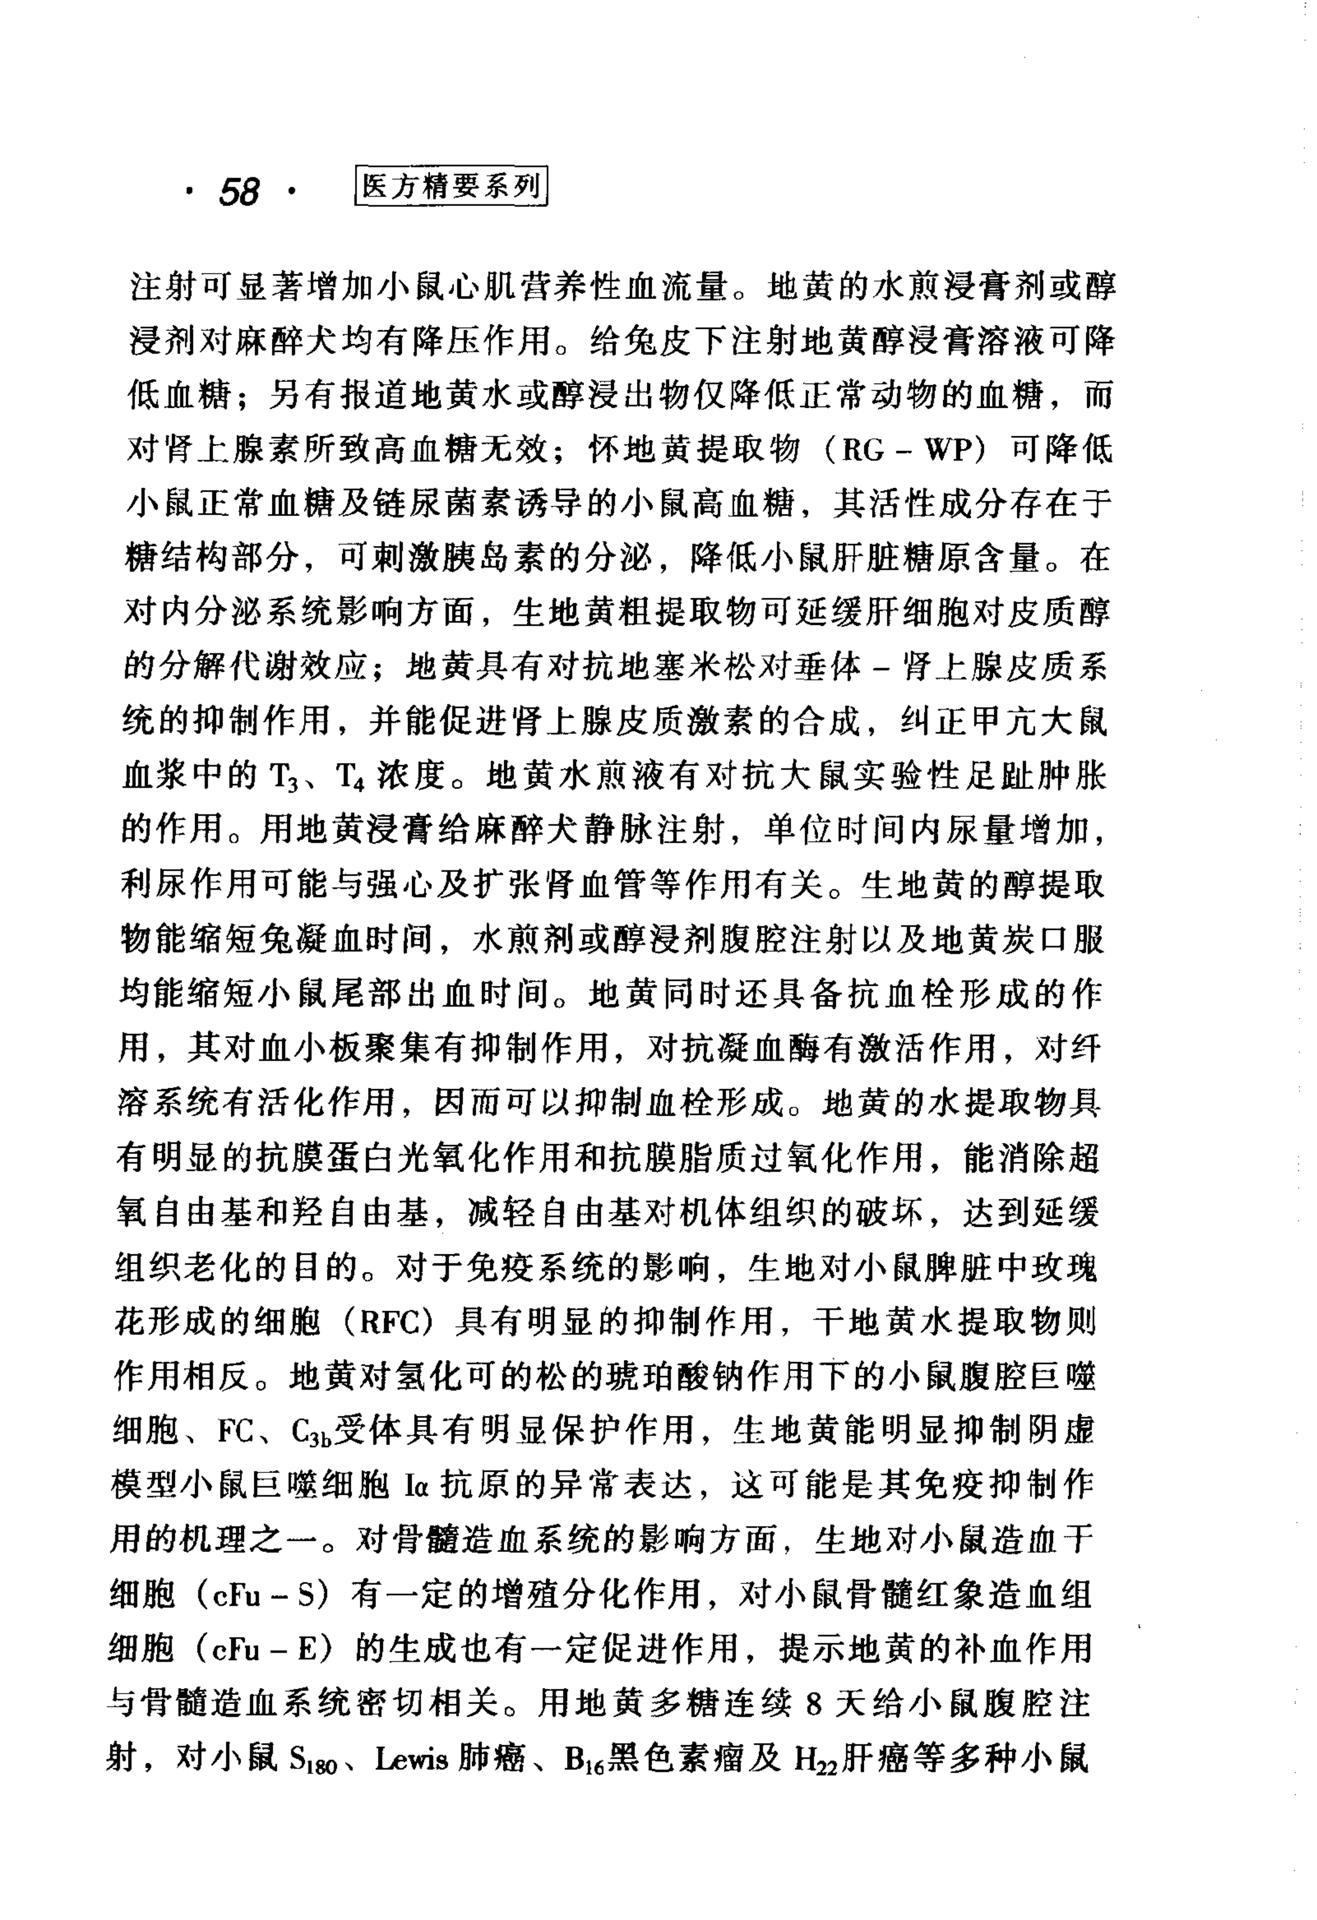 · 58 · 医方精要系列
注射可显著增加小鼠心肌营养性血流量。地黄的水煎浸膏剂或醇
浸剂对麻醉犬均有降压作用。给兔皮下注射地黄醇浸膏溶液可降
低血糖；另有报道地黄水或醇浸出物仅降低正常动物的血糖，而
对肾上腺素所致高血糖无效；怀地黄提取物（RG－WP）可降低
小鼠正常血糖及链尿菌素诱导的小鼠高血糖，其活性成分存在于
糖结构部分，可刺激胰岛素的分泌，降低小鼠肝脏糖原含量。在
对内分泌系统影响方面，生地黄粗提取物可延缓肝细胞对皮质醇
的分解代谢效应；地黄具有对抗地塞米松对垂体－肾上腺皮质系
统的抑制作用，并能促进肾上腺皮质激素的合成，纠正甲亢大鼠
血浆中的 T₃、T₄ 浓度。地黄水煎液有对抗大鼠实验性足趾肿胀
的作用。用地黄浸膏给麻醉犬静脉注射，单位时间内尿量增加，
利尿作用可能与强心及扩张肾血管等作用有关。生地黄的醇提取
物能缩短兔凝血时间，水煎剂或醇浸剂腹腔注射以及地黄炭口服
均能缩短小鼠尾部出血时间。地黄同时还具备抗血栓形成的作
用，其对血小板聚集有抑制作用，对抗凝血酶有激活作用，对纤
溶系统有活化作用，因而可以抑制血栓形成。地黄的水提取物具
有明显的抗膜蛋白光氧化作用和抗膜脂质过氧化作用，能消除超
氧自由基和羟自由基，减轻自由基对机体组织的破坏，达到延缓
组织老化的目的。对于免疫系统的影响，生地对小鼠脾脏中玫瑰
花形成的细胞（RFC）具有明显的抑制作用，干地黄水提取物则
作用相反。地黄对氢化可的松的琥珀酸钠作用下的小鼠腹腔巨噬
细胞、FC、C₃b受体具有明显保护作用，生地黄能明显抑制阴虚
模型小鼠巨噬细胞 Iα 抗原的异常表达，这可能是其免疫抑制作
用的机理之一。对骨髓造血系统的影响方面，生地对小鼠造血干
细胞（cFu－S）有一定的增殖分化作用，对小鼠骨髓红象造血组
细胞（cFu－E）的生成也有一定促进作用，提示地黄的补血作用
与骨髓造血系统密切相关。用地黄多糖连续 8 天给小鼠腹腔注
射，对小鼠 S₁₈₀、Lewis 肺癌、B₁₆黑色素瘤及 H₂₂肝癌等多种小鼠